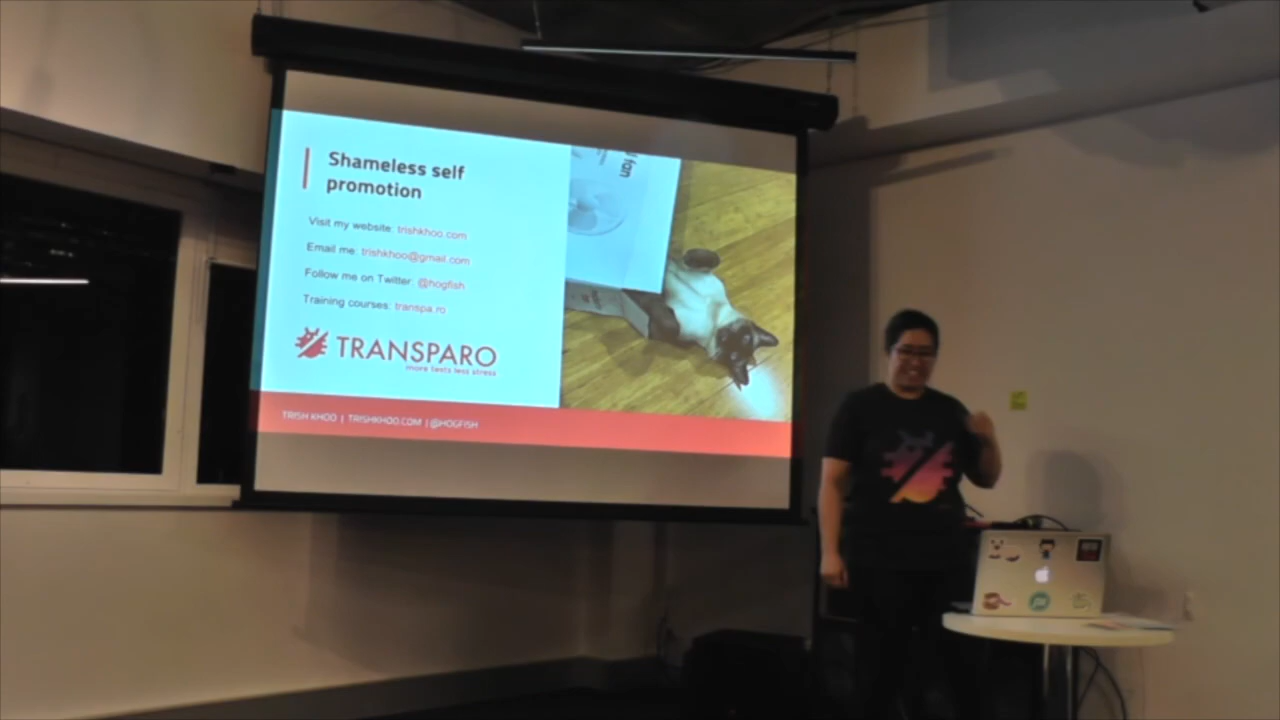 Shameless self
promotion
Visit my website: trishkhoo.com
Email me: trishkhoo@gmail.com
Follow me on Twitter: @hogfish
Training courses: transpa.ro
TRANSPARO
more tests less stress
TRISH KHOO | TRISHKHOO.COM | @HOGFISH
fan